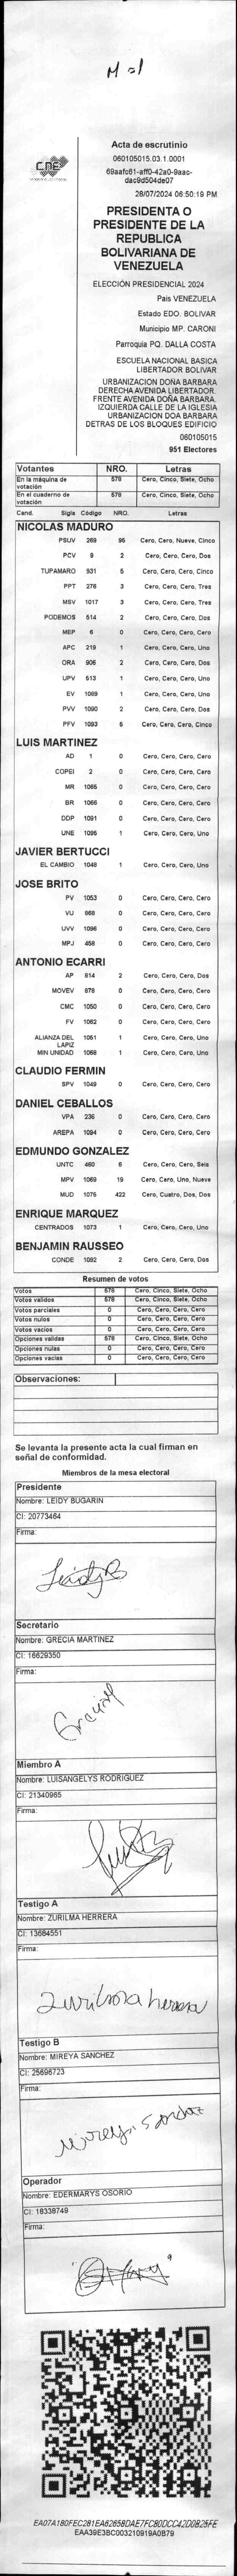 M 01
CNE
Acta de escrutinio
060105015.03.1.0001
69aafc61-aff0-42a0-9aac-
dac9d504de07
28/07/2024 06:50:19 PM
PRESIDENTA O
PRESIDENTE DE LA
REPUBLICA
BOLIVARIANA DE
VENEZUELA
ELECCIÓN PRESIDENCIAL 2024
Pais VENEZUELA
Estado EDO. BOLIVAR
Municipio MP. CARONI
Parroquia PQ. DALLA COSTA
ESCUELA NACIONAL BASICA
LIBERTADOR BOLIVAR
URBANIZACION DOÑA BARBARA
DERECHA AVENIDA LIBERTADOR.
FRENTE AVENIDA DOÑA BARBARA.
IZQUIERDA CALLE DE LA IGLESIA
URBANIZACION DOA BARBARA
DETRAS DE LOS BLOQUES EDIFICIO
060105015
951 Electores
Votantes NRO. Letras
En la máquina de votación 578 Cero, Cinco, Siete, Ocho
En el cuaderno de votación 578 Cero, Cinco, Siete, Ocho
Cand. Sigla Código NRO. Letras
NICOLAS MADURO
PSUV 269 95 Cero, Cero, Nueve, Cinco
PCV 9 2 Cero, Cero, Cero, Dos
TUPAMARO 931 5 Cero, Cero, Cero, Cinco
PPT 276 3 Cero, Cero, Cero, Tres
MSV 1017 3 Cero, Cero, Cero, Tres
PODEMOS 514 2 Cero, Cero, Cero, Dos
MEP 6 0 Cero, Cero, Cero, Cero
APC 219 1 Cero, Cero, Cero, Uno
ORA 906 2 Cero, Cero, Cero, Dos
UPV 513 1 Cero, Cero, Cero, Uno
EV 1089 1 Cero, Cero, Cero, Uno
PVV 1090 2 Cero, Cero, Cero, Dos
PFV 1093 5 Cero, Cero, Cero, Cinco
LUIS MARTINEZ
AD 1 0 Cero, Cero, Cero, Cero
COPEI 2 0 Cero, Cero, Cero, Cero
MR 1065 0 Cero, Cero, Cero, Cero
BR 1066 0 Cero, Cero, Cero, Cero
DDP 1091 0 Cero, Cero, Cero, Cero
UNE 1095 1 Cero, Cero, Cero, Uno
JAVIER BERTUCCI
EL CAMBIO 1048 1 Cero, Cero, Cero, Uno
JOSE BRITO
PV 1053 0 Cero, Cero, Cero, Cero
VU 868 0 Cero, Cero, Cero, Cero
UVV 1096 0 Cero, Cero, Cero, Cero
MPJ 458 0 Cero, Cero, Cero, Cero
ANTONIO ECARRI
AP 814 2 Cero, Cero, Cero, Dos
MOVEV 878 0 Cero, Cero, Cero, Cero
CMC 1050 0 Cero, Cero, Cero, Cero
FV 1062 0 Cero, Cero, Cero, Cero
ALIANZA DEL LAPIZ 1051 1 Cero, Cero, Cero, Uno
MIN UNIDAD 1068 1 Cero, Cero, Cero, Uno
CLAUDIO FERMIN
SPV 1049 0 Cero, Cero, Cero, Cero
DANIEL CEBALLOS
VPA 236 0 Cero, Cero, Cero, Cero
AREPA 1094 0 Cero, Cero, Cero, Cero
EDMUNDO GONZALEZ
UNTC 460 6 Cero, Cero, Cero, Seis
MPV 1069 19 Cero, Cero, Uno, Nueve
MUD 1075 422 Cero, Cuatro, Dos, Dos
ENRIQUE MARQUEZ
CENTRADOS 1073 1 Cero, Cero, Cero, Uno
BENJAMIN RAUSSEO
CONDE 1092 2 Cero, Cero, Cero, Dos
Resumen de votos
Votos 578 Cero, Cinco, Siete, Ocho
Votos validos 578 Cero, Cinco, Siete, Ocho
Votos parciales 0 Cero, Cero, Cero, Cero
Votos nulos 0 Cero, Cero, Cero, Cero
Votos vacios 0 Cero, Cero, Cero, Cero
Opciones validas 578 Cero, Cinco, Siete, Ocho
Opciones nulas 0 Cero, Cero, Cero, Cero
Opciones vacias 0 Cero, Cero, Cero, Cero
Observaciones:
Se levanta la presente acta la cual firman en
señal de conformidad.
Miembros de la mesa electoral
Presidente
Nombre: LEIDY BUGARIN
CI: 20773464
Firma:
Leidy B
Secretario
Nombre: GRECIA MARTINEZ
CI: 16629350
Firma:
Miembro A
Nombre: LUISANGELYS RODRIGUEZ
CI: 21340965
Firma:
Testigo A
Nombre: ZURILMA HERRERA
CI: 13684551
Firma:
Zurilma herrera
Testigo B
Nombre: MIREYA SANCHEZ
CI: 25696723
Firma:
Mireya Sanchez
Operador
Nombre: EDERMARYS OSORIO
CI: 18338749
Firma:
EA07A180FEC281EA62658DAE7FC80DCC42D0B25FE
EAA39E3BC003210919A0B79